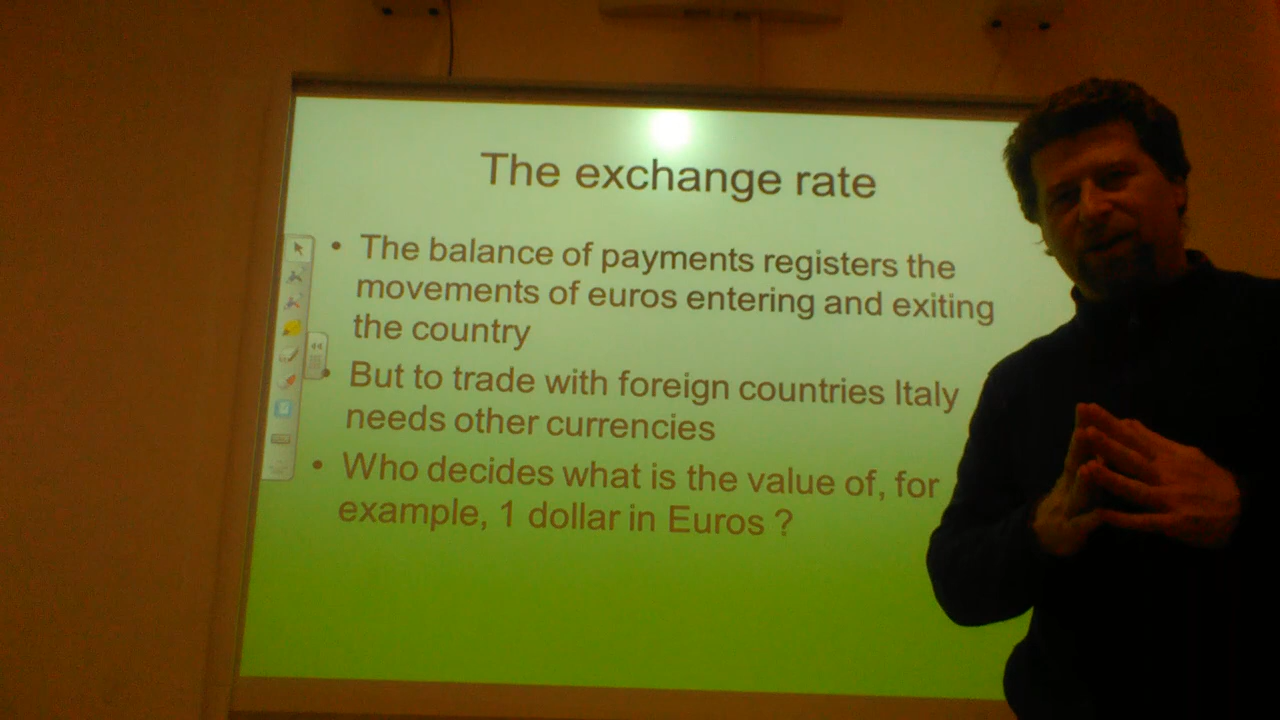 The exchange rate
• The balance of payments registers the
movements of euros entering and exiting
the country
• But to trade with foreign countries Italy
needs other currencies
• Who decides what is the value of, for
example, 1 dollar in Euros ?